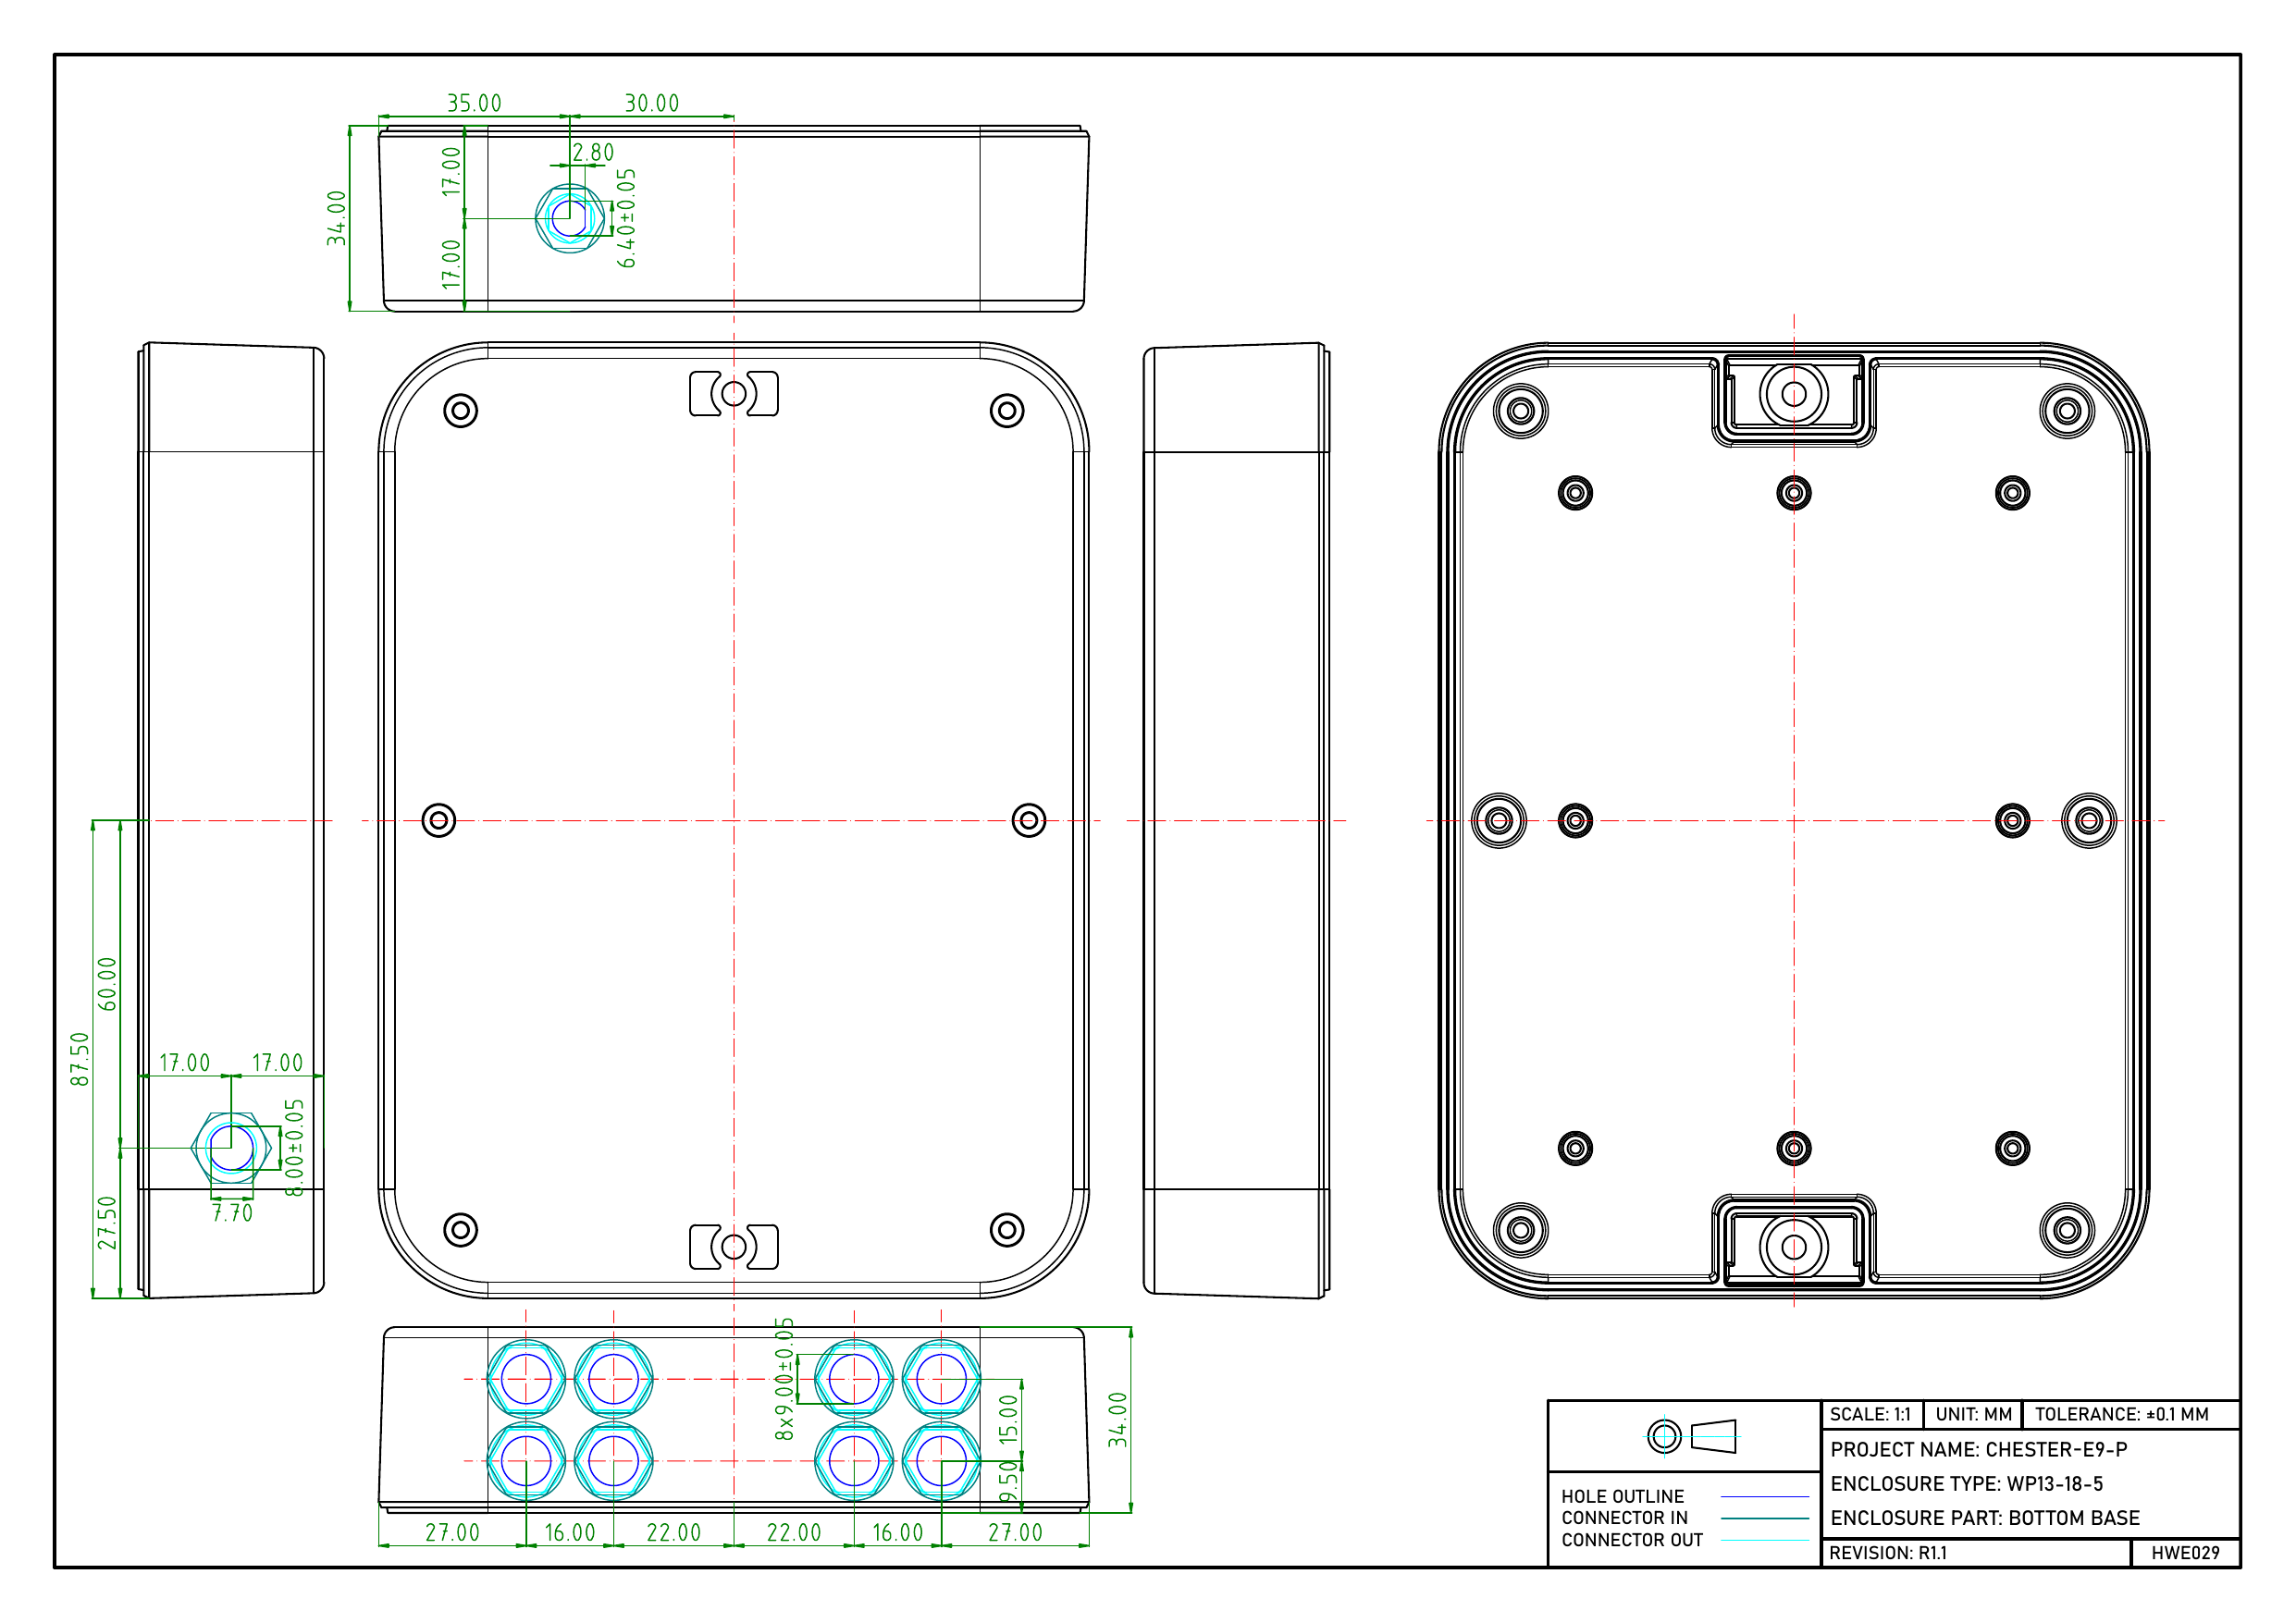 35.00
30.00
2.80
17.00
6.40±0.05
34.00
17.00
60.00
87.50
17.00
17.00
8.00±0.05
7.70
27.50
8x9.00±0.05
15.00
34.00
9.50
27.00
16.00
22.00
22.00
16.00
27.00
SCALE: 1:1
UNIT: MM
TOLERANCE: ±0.1 MM
PROJECT NAME: CHESTER-E9-P
ENCLOSURE TYPE: WP13-18-5
ENCLOSURE PART: BOTTOM BASE
HOLE OUTLINE
CONNECTOR IN
CONNECTOR OUT
REVISION: R1.1
HWE029